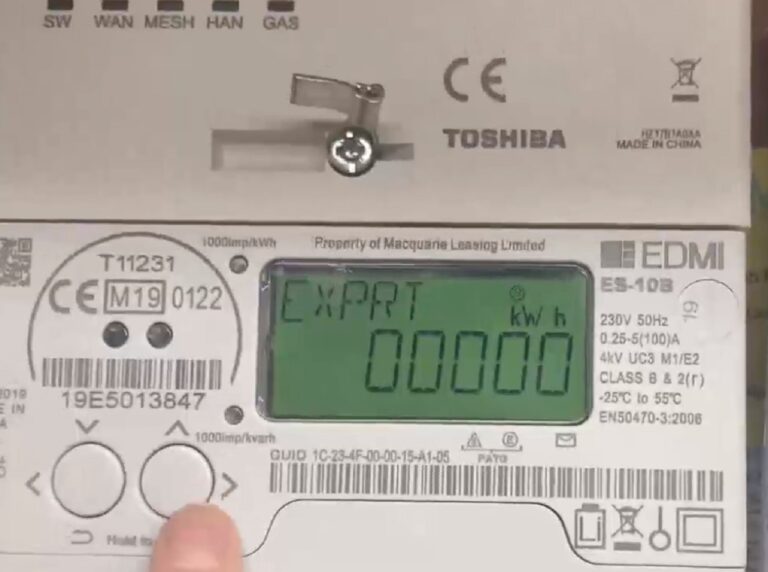 SW WAN MESH HAN GAS
CE
TOSHIBA
MADE IN CHINA
1000imp/kWh
Property of Macquarie Leasing Limited
EDMI
T11231
CE M19 0122
ES-10B
EXPRT
kW h
00000
230V 50Hz
0.25-5(100)A
4kV UC3 M1/E2
CLASS B & 2(r)
-25°C to 55°C
EN50470-3:2006
19E5013847
1000imp/kvarh
GUID 1C-23-4F-00-00-15-A1-05
PAYG
Hold to